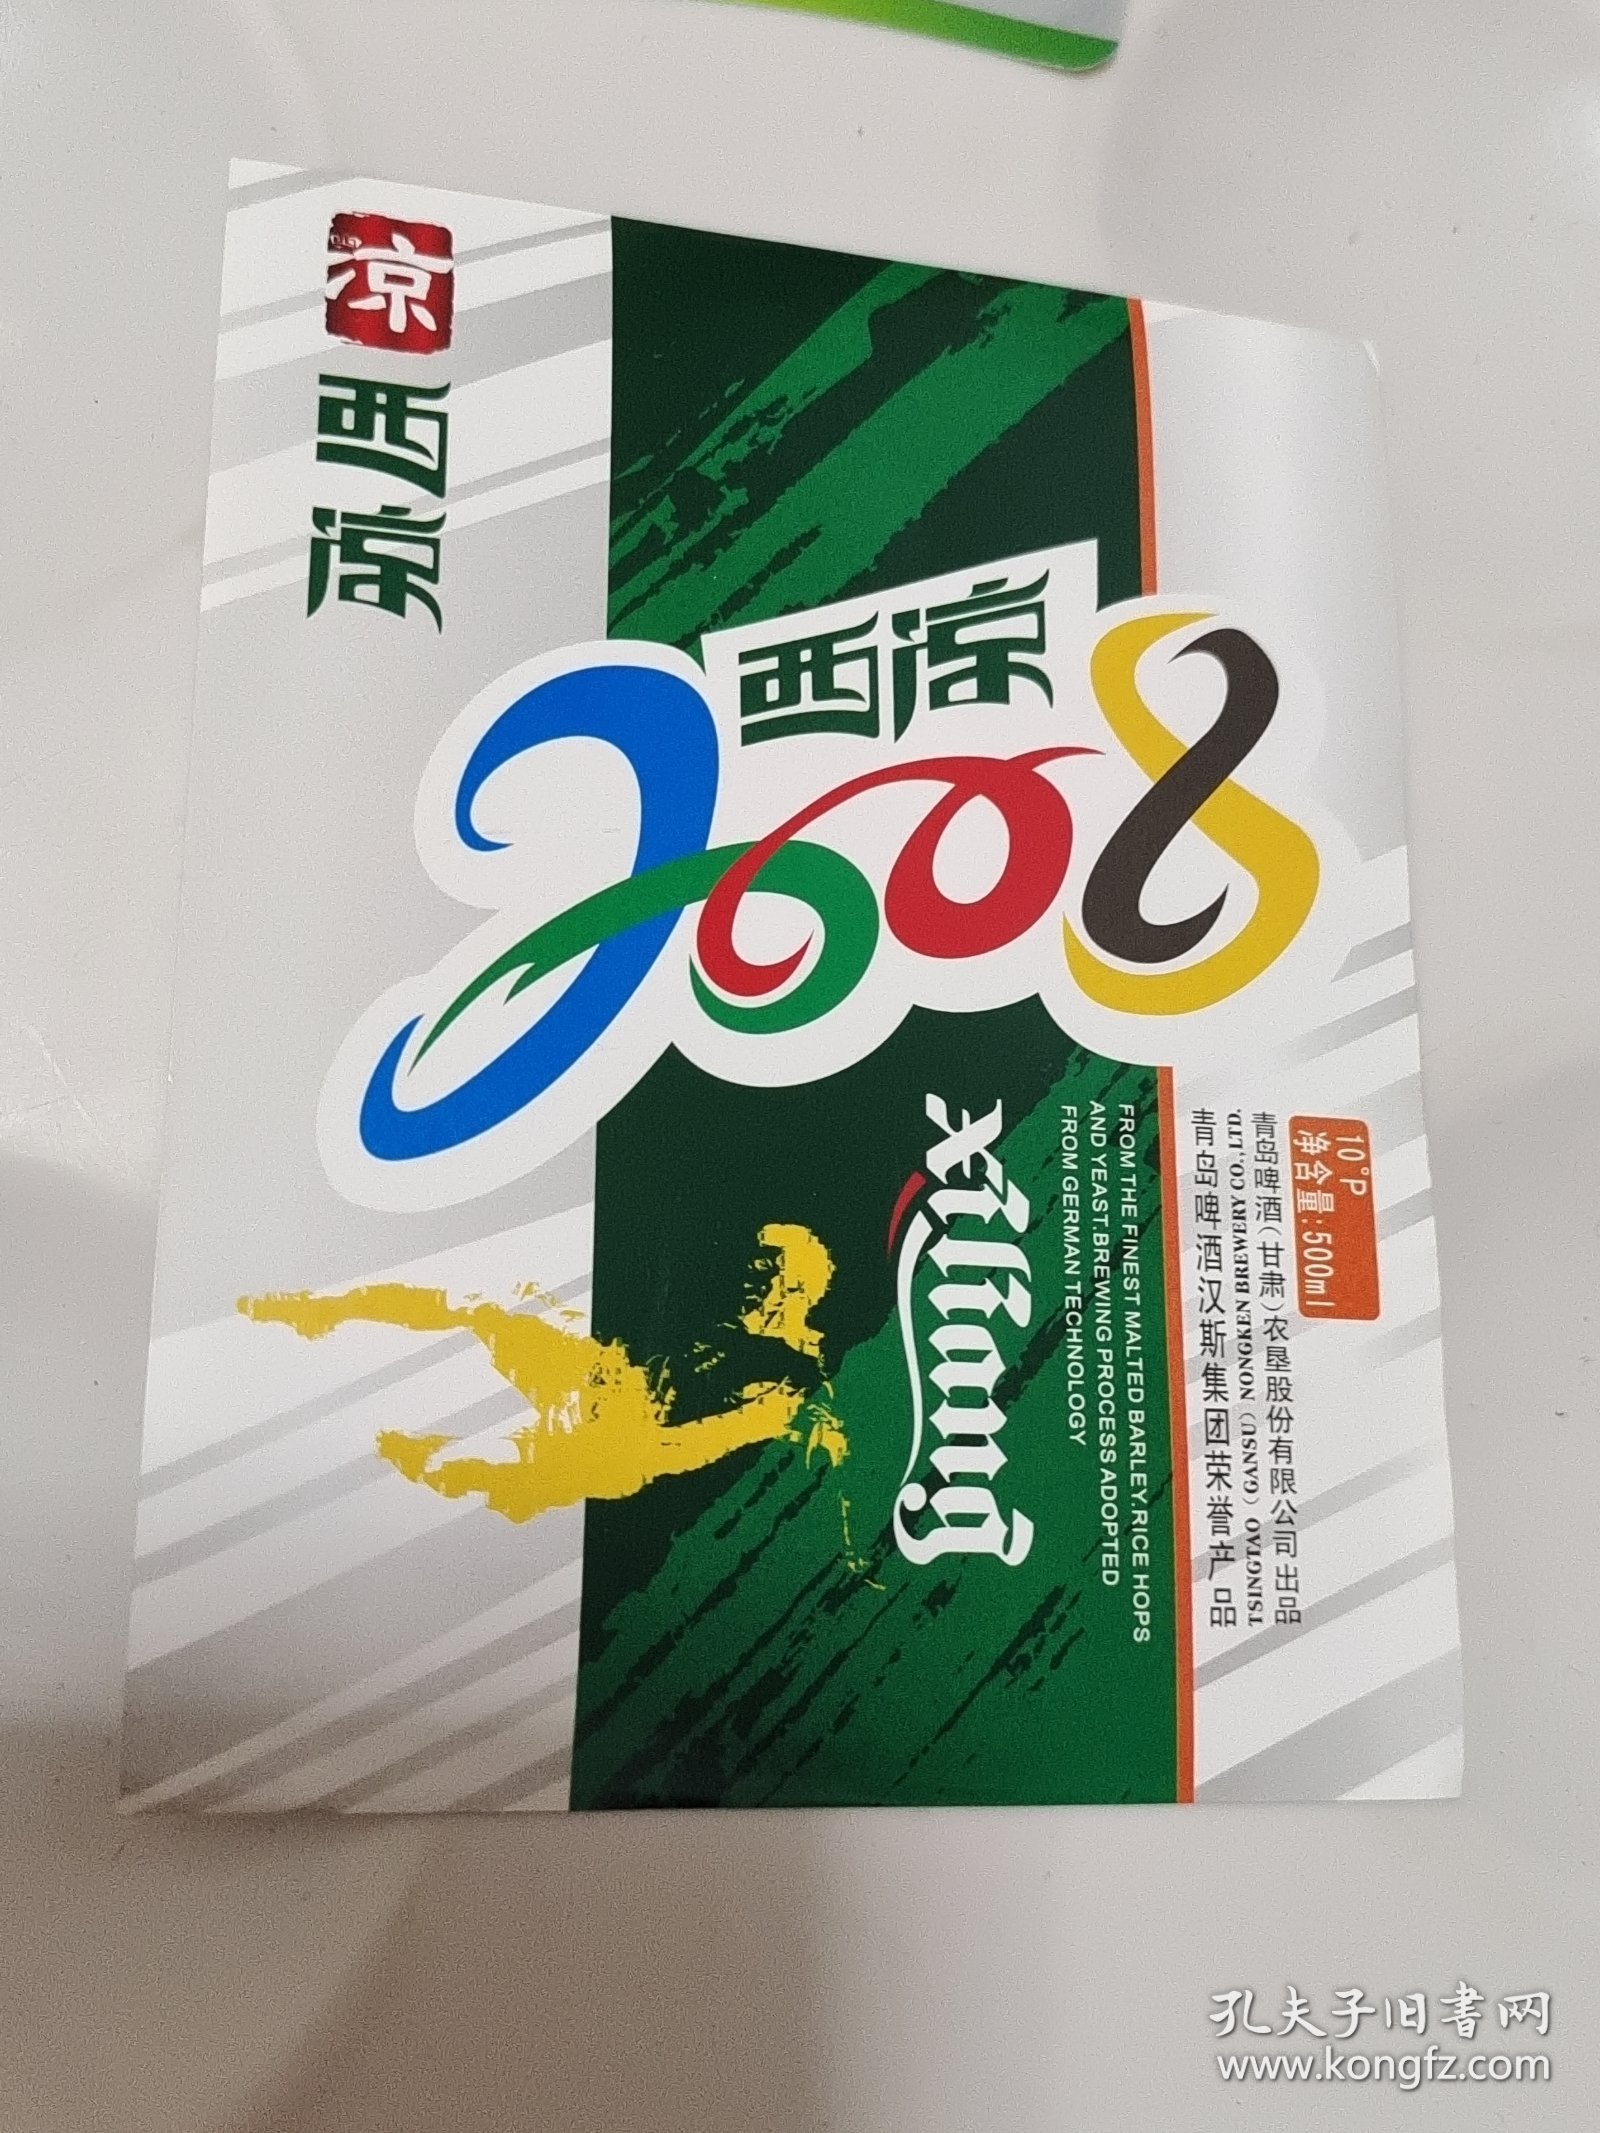 凉
西凉
西凉
2008
xiliang
FROM THE FINEST MALTED BARLEY.RICE HOPS
AND YEAST.BREWING PROCESS ADOPTED
FROM GERMAN TECHNOLOGY
10°P
净含量:500ml
青岛啤酒(甘肃)农垦股份有限公司出品
TSINGTAO (GANSU) NONGKEN BREWERY CO., LTD.
青岛啤酒汉斯集团荣誉产品
孔夫子旧书网
www.kongfz.com